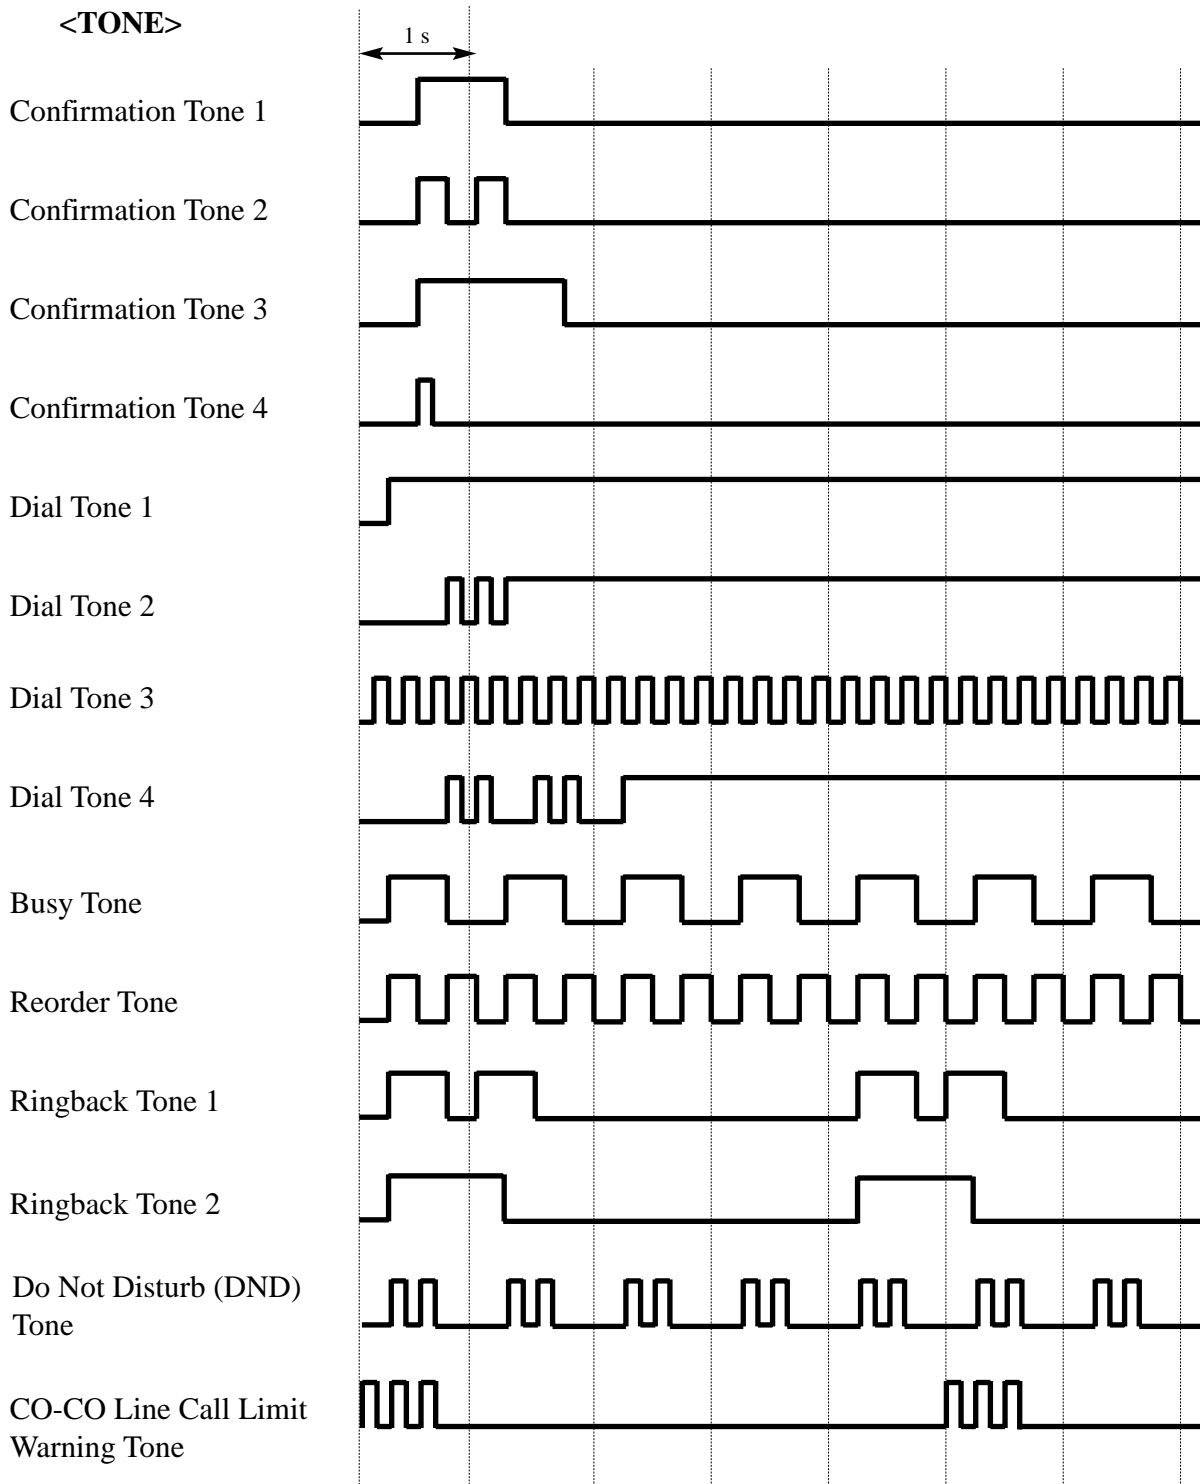 <TONE>
1 s
Confirmation Tone 1
Confirmation Tone 2
Confirmation Tone 3
Confirmation Tone 4
Dial Tone 1
Dial Tone 2
Dial Tone 3
Dial Tone 4
Busy Tone
Reorder Tone
Ringback Tone 1
Ringback Tone 2
Do Not Disturb (DND)
Tone
CO-CO Line Call Limit
Warning Tone